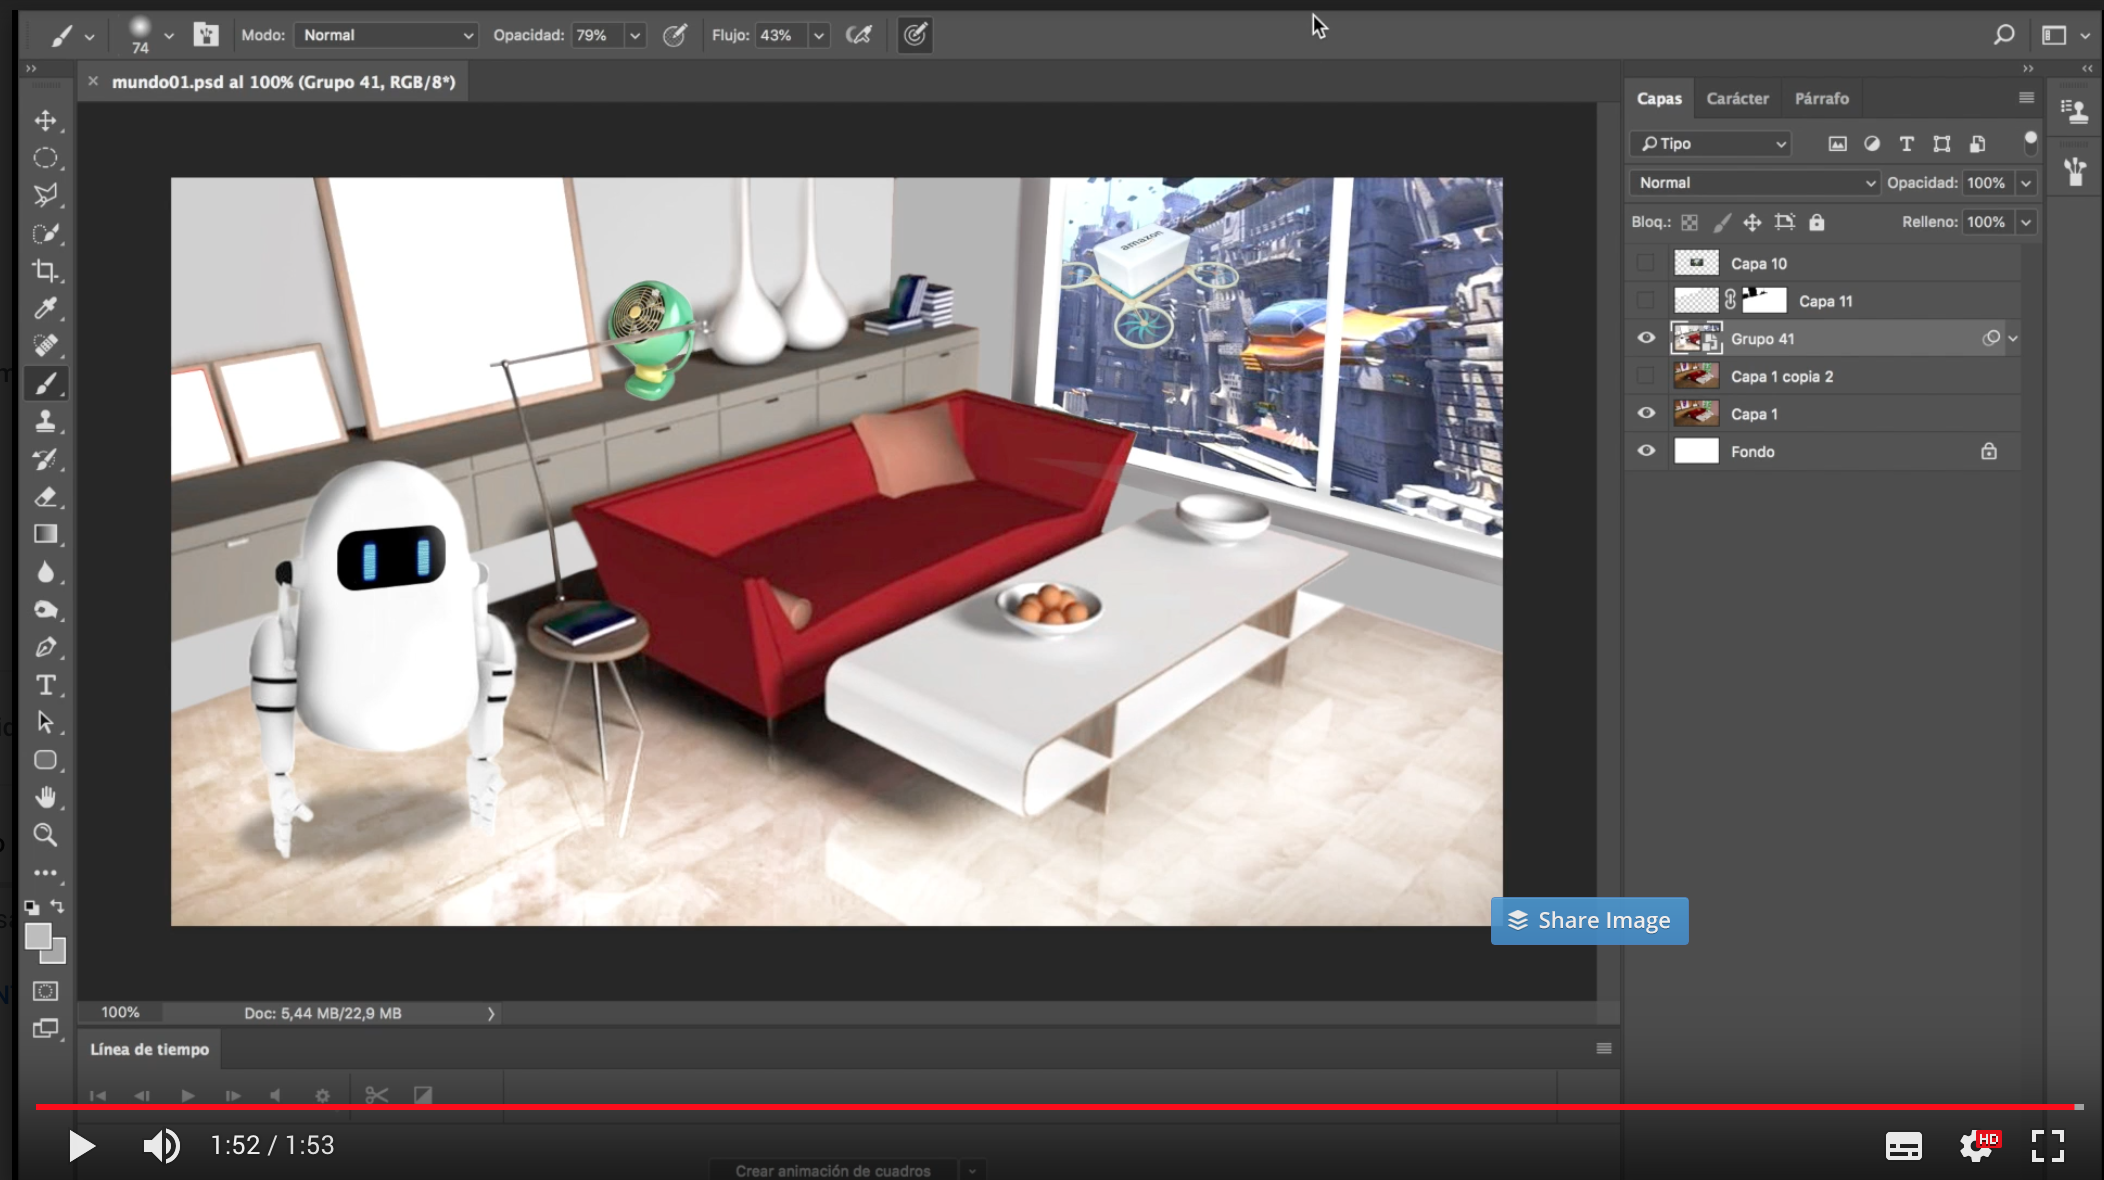 74 Modo: Normal Opacidad: 79% Flujo: 43%
× mundo01.psd al 100% (Grupo 41, RGB/8*)
Capas Carácter Párrafo
Tipo
Normal Opacidad: 100%
Bloq.: Relleno: 100%
Capa 10
Capa 11
Grupo 41
Capa 1 copia 2
Capa 1
Fondo
amazon
Share Image
100% Doc: 5,44 MB/22,9 MB
Línea de tiempo
1:52 / 1:53
HD
Crear animación de cuadros